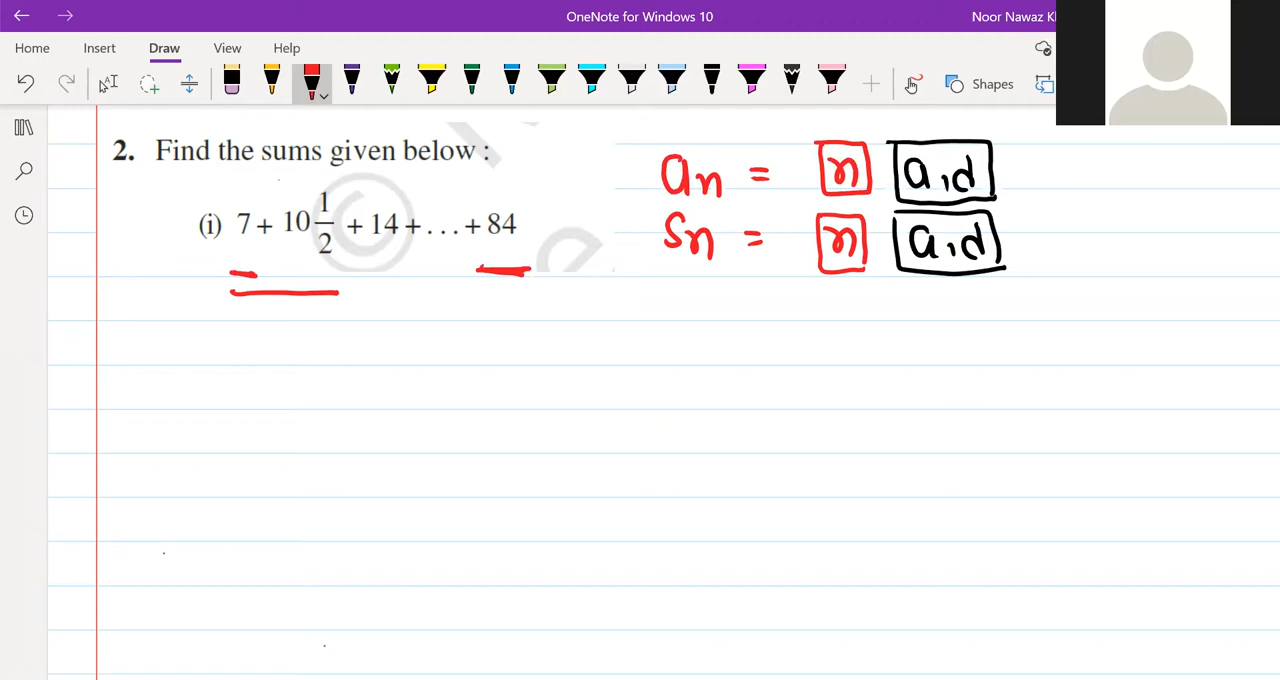 OneNote for Windows 10
Noor Nawaz Kh
Home Insert Draw View Help
Shapes
2. Find the sums given below :
(i) 7 + 10 1/2 + 14 + . . . + 84
an = n a, d
Sn = n a, d